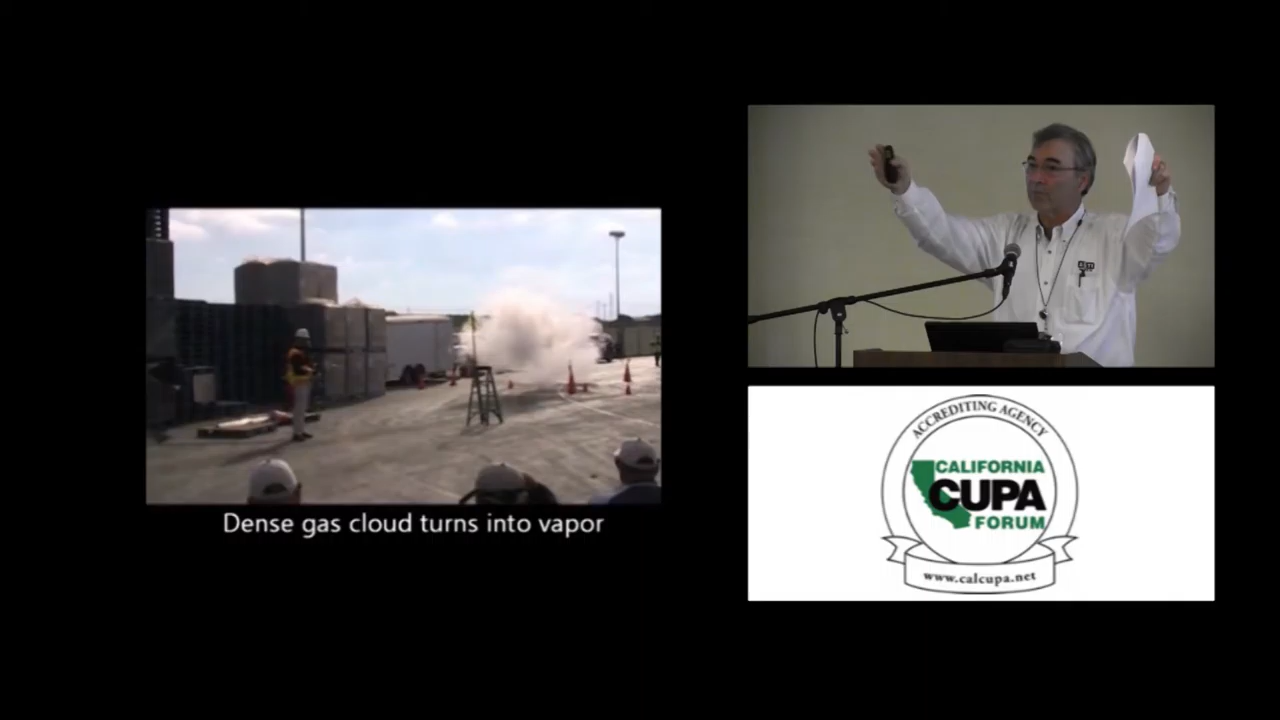 Dense gas cloud turns into vapor
ACCREDITING AGENCY
CALIFORNIA
CUPA
FORUM
www.calcupa.net